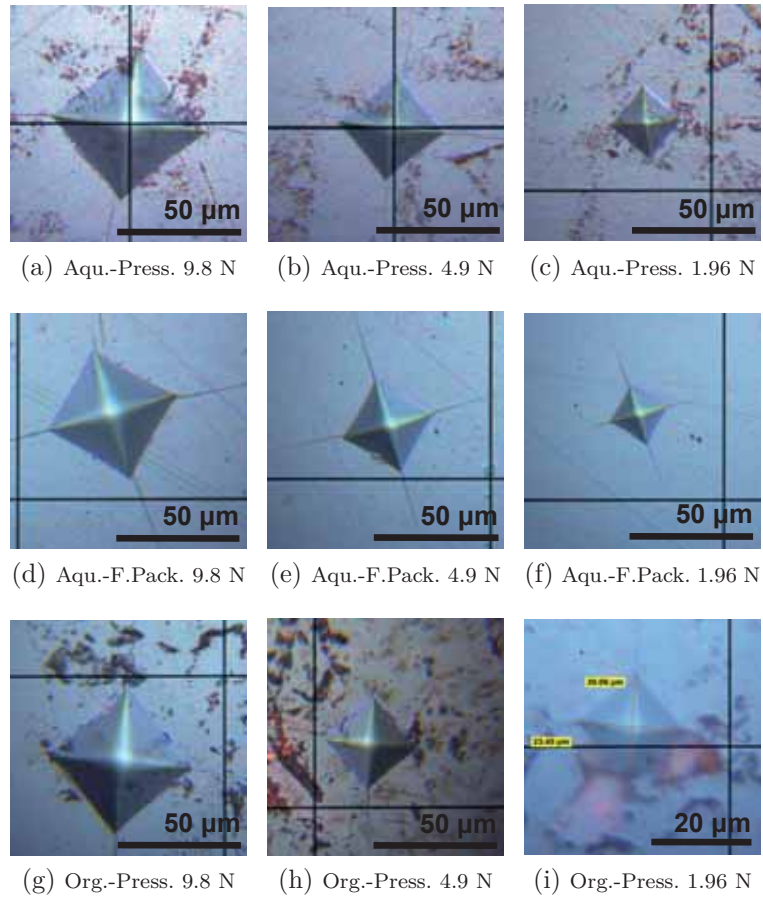 50 µm
50 µm
50 µm
(a) Aqu.-Press. 9.8 N
(b) Aqu.-Press. 4.9 N
(c) Aqu.-Press. 1.96 N
50 µm
50 µm
50 µm
(d) Aqu.-F.Pack. 9.8 N
(e) Aqu.-F.Pack. 4.9 N
(f) Aqu.-F.Pack. 1.96 N
50 µm
50 µm
20 µm
(g) Org.-Press. 9.8 N
(h) Org.-Press. 4.9 N
(i) Org.-Press. 1.96 N